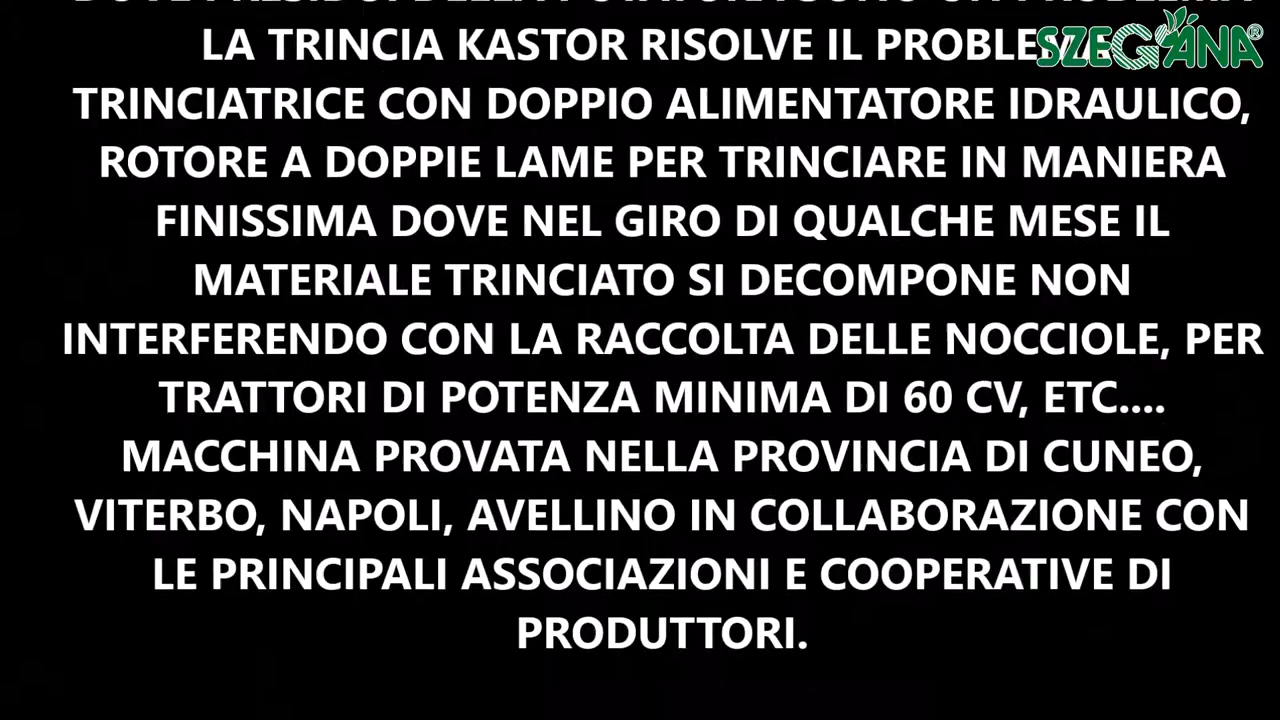 LA TRINCIA KASTOR RISOLVE IL PROBLEMA
SZEGÁNA®
TRINCIATRICE CON DOPPIO ALIMENTATORE IDRAULICO,
ROTORE A DOPPIE LAME PER TRINCIARE IN MANIERA
FINISSIMA DOVE NEL GIRO DI QUALCHE MESE IL
MATERIALE TRINCIATO SI DECOMPONE NON
INTERFERENDO CON LA RACCOLTA DELLE NOCCIOLE, PER
TRATTORI DI POTENZA MINIMA DI 60 CV, ETC....
MACCHINA PROVATA NELLA PROVINCIA DI CUNEO,
VITERBO, NAPOLI, AVELLINO IN COLLABORAZIONE CON
LE PRINCIPALI ASSOCIAZIONI E COOPERATIVE DI
PRODUTTORI.